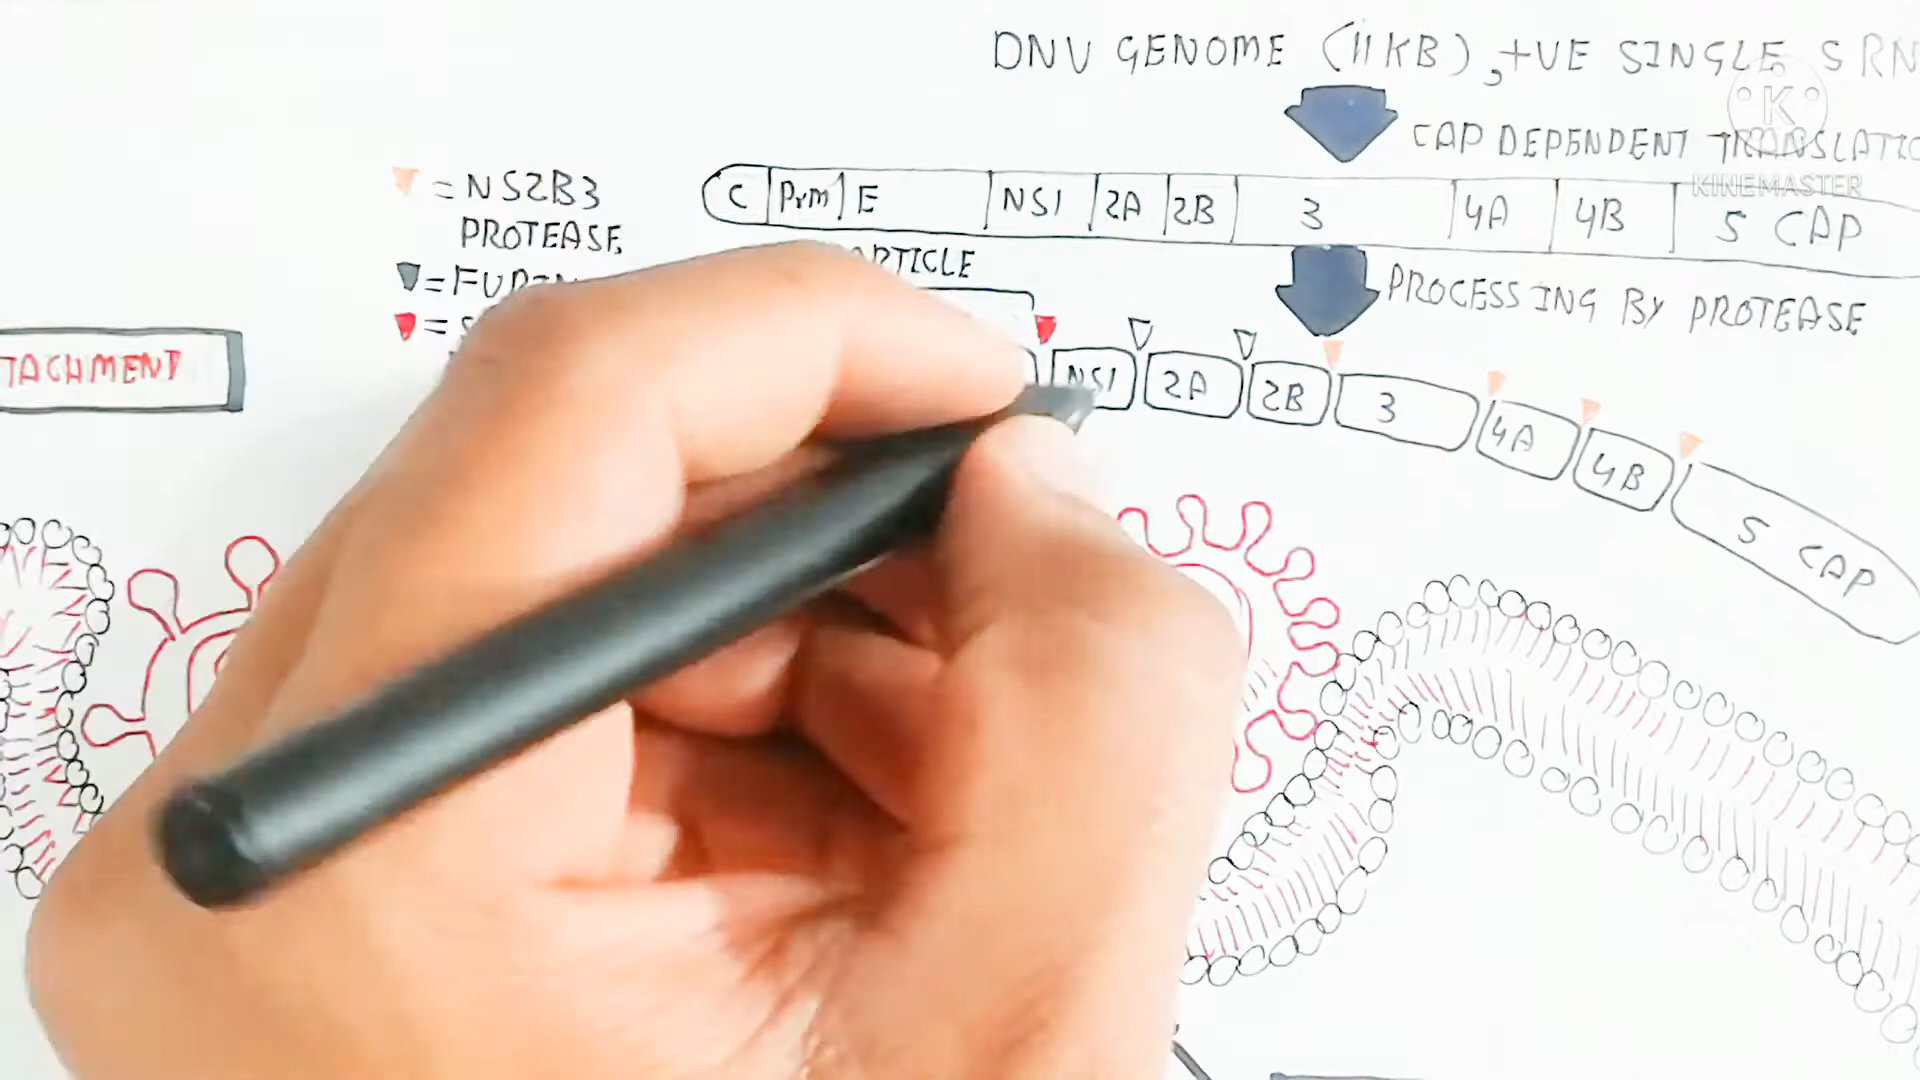 DNV GENOME (11KB), +VE SINGLE S RN
CAP DEPENDENT TRANSLATIO
KINEMASTER
= NS2B3
PROTEASE
C PrM E NS1 2A 2B 3 4A 4B 5 CAP
PROCESSING BY PROTEASE
TACHMENT
NS1 2A 2B 3 4A 4B 5 CAP